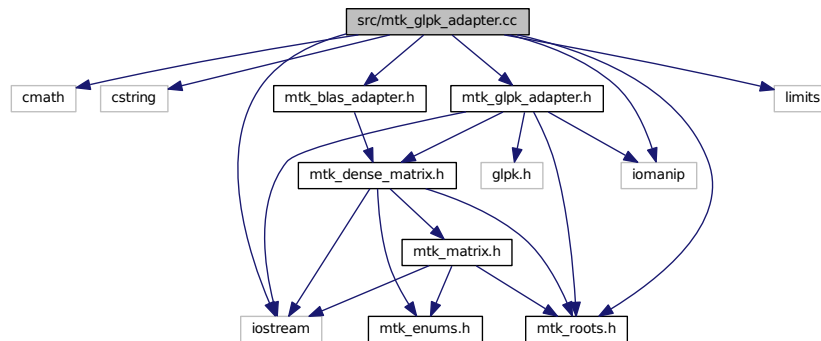 src/mtk_glpk_adapter.cc
cmath
cstring
mtk_blas_adapter.h
mtk_glpk_adapter.h
limits
mtk_dense_matrix.h
glpk.h
iomanip
mtk_matrix.h
iostream
mtk_enums.h
mtk_roots.h